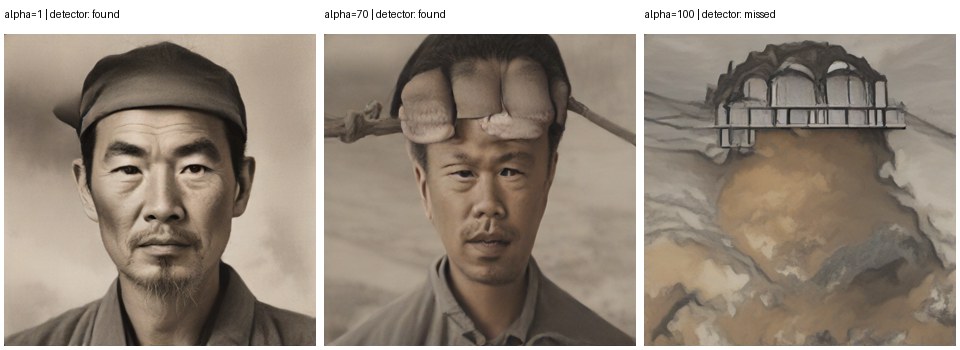 alpha=1 | detector: found
alpha=70 | detector: found
alpha=100 | detector: missed